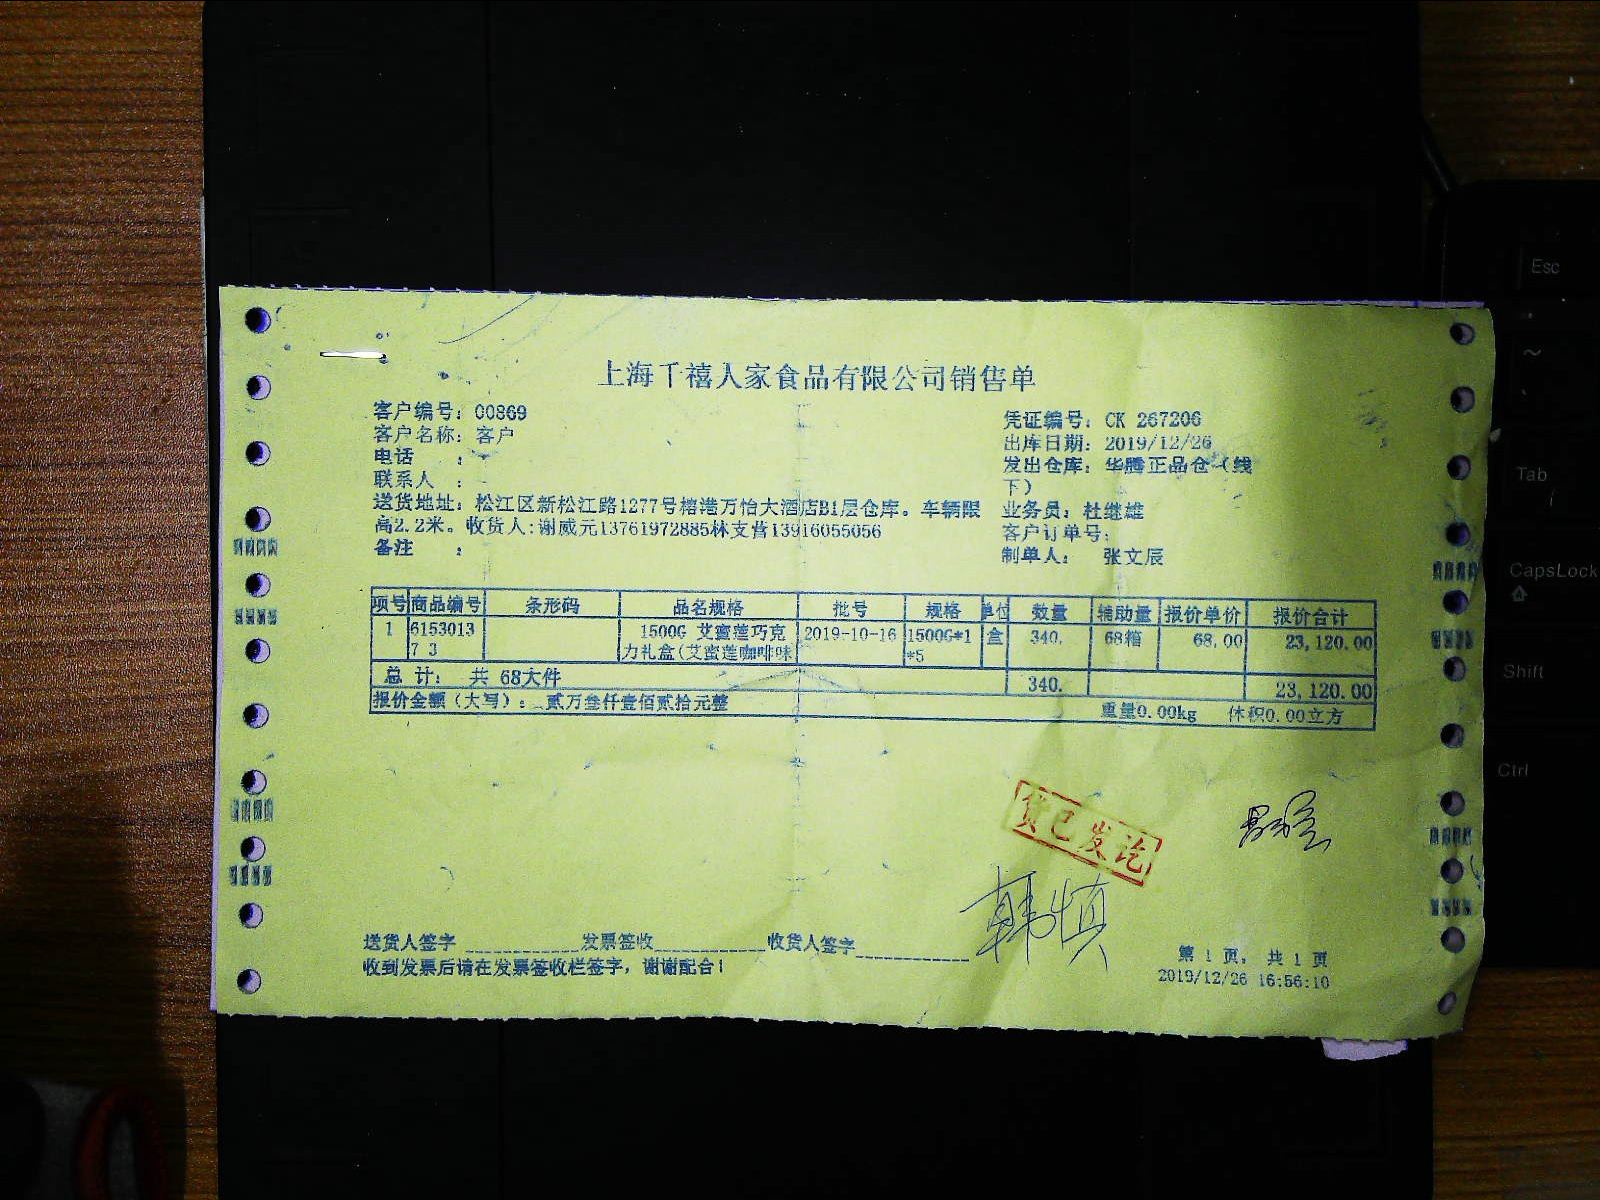 上海千禧人家食品有限公司销售单
客户编号：00869
凭证编号：CK 267206
客户名称：客户
出库日期：2019/12/26
电话　　：
发出仓库：华腾正品仓（线下）
联系人　：
送货地址：松江区新松江路1277号榕港万怡大酒店B1层仓库。车辆限
业务员：杜继雄
高2.2米。收货人:谢威元13761972885林支营13916055056
客户订单号：
备注　　：
制单人：　张文辰
项号 商品编号 条形码 品名规格 批号 规格 单位 数量 辅助量 报价单价 报价合计
1 6153013 1500G 艾蜜莲巧克 2019-10-16 1500G*1 盒 340. 68箱 68.00 23,120.00
7 3 力礼盒(艾蜜莲咖啡味 *5
总 计：　共 68大件 340. 23,120.00
报价金额（大写）：贰万叁仟壹佰贰拾元整 重量0.00kg 体积0.00立方
货已发讫
韩慎
送货人签字 发票签收 收货人签字
第 1 页，共 1 页
收到发票后请在发票签收栏签字，谢谢配合！
2019/12/26 16:56:10
Esc
~
Tab
CapsLock
Shift
Ctrl